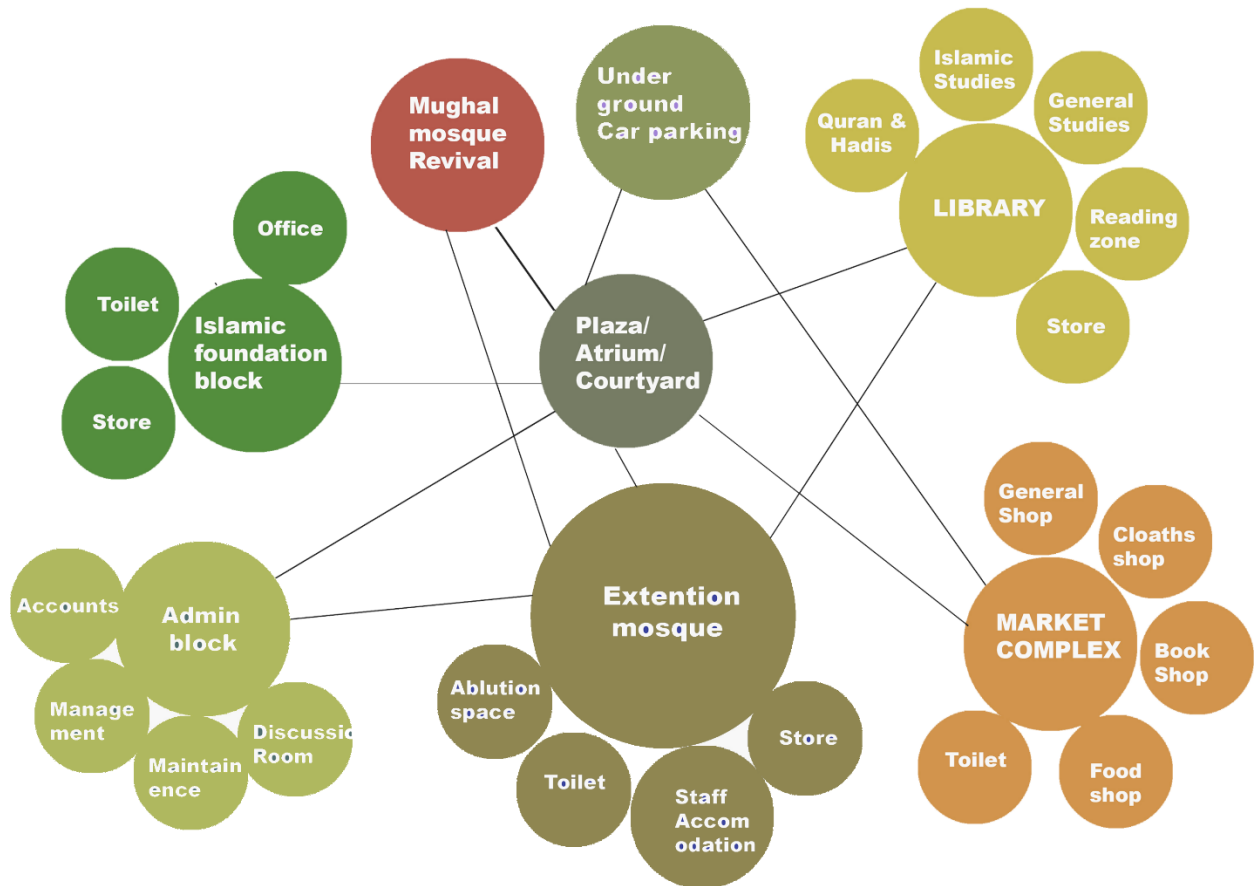 Mughal
mosque
Revival
Under
ground
Car parking
Islamic
Studies
General
Studies
Quran &
Hadis
LIBRARY
Reading
zone
Store
Office
Toilet
Islamic
foundation
block
Store
Plaza/
Atrium/
Courtyard
General
Shop
Cloaths
shop
MARKET
COMPLEX
Book
Shop
Toilet
Food
shop
Accounts
Admin
block
Manage
ment
Maintain
ence
Discussio
Room
Extention
mosque
Ablution
space
Toilet
Staff
Accom
odation
Store